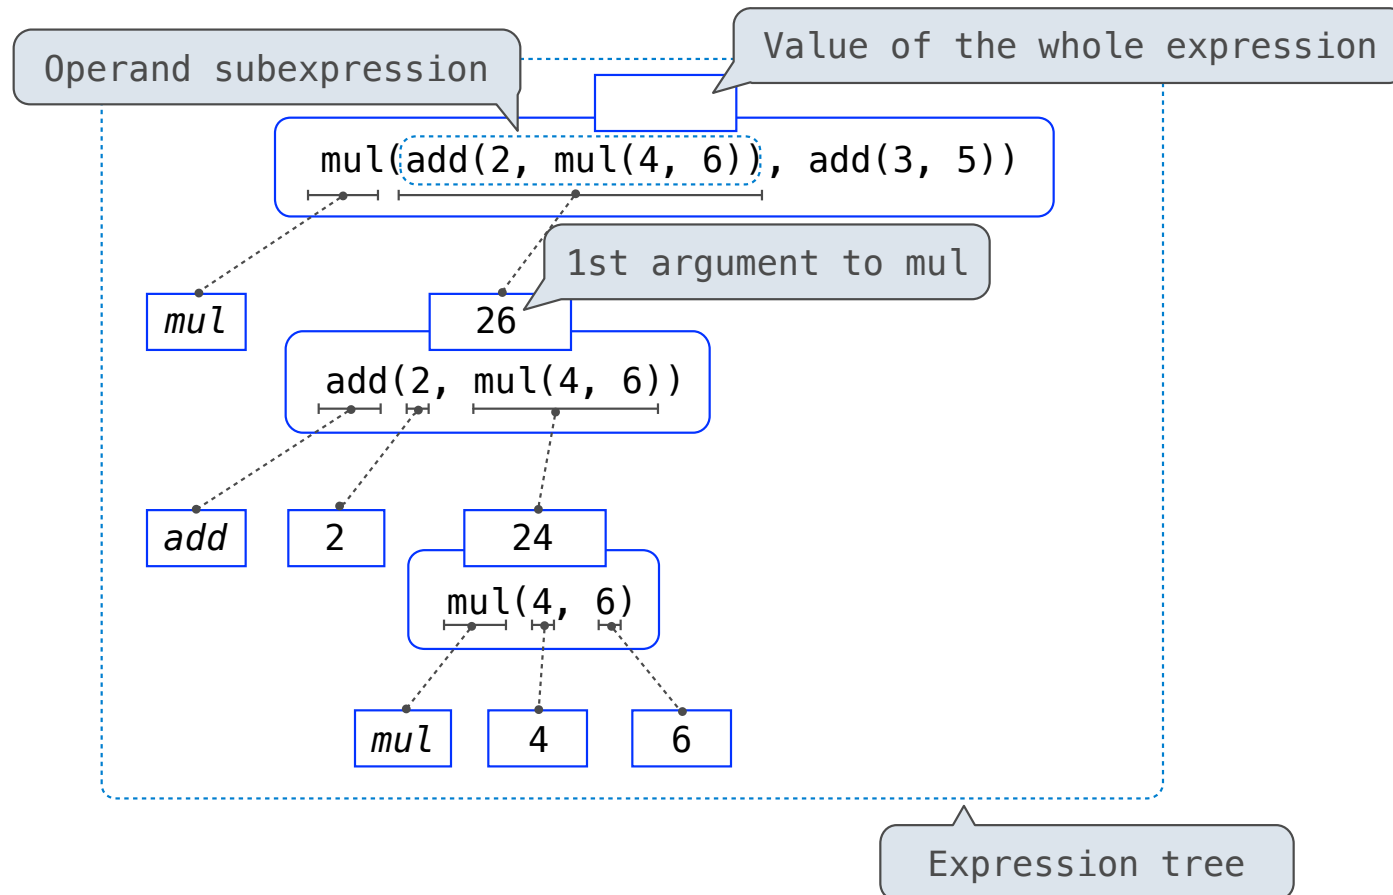 Operand subexpression
Value of the whole expression
mul(add(2, mul(4, 6)), add(3, 5))
1st argument to mul
mul
26
add(2, mul(4, 6))
add
2
24
mul(4, 6)
mul
4
6
Expression tree